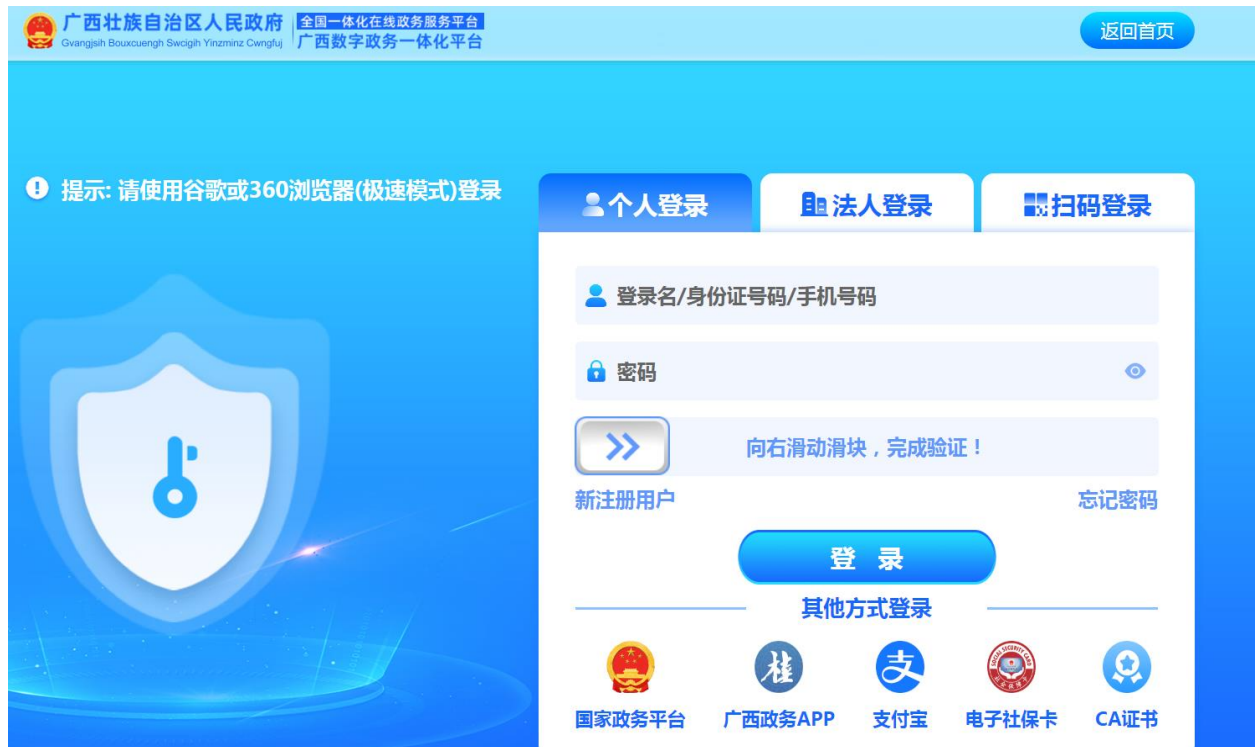 广西壮族自治区人民政府
Gvangjsih Bouxcuengh Swcigih Yinzminz Cwngfuj
全国一体化在线政务服务平台
广西数字政务一体化平台
返回首页
提示: 请使用谷歌或360浏览器(极速模式)登录
个人登录
法人登录
扫码登录
登录名/身份证号码/手机号码
密码
向右滑动滑块，完成验证！
新注册用户
忘记密码
登 录
其他方式登录
桂
支
SOCIAL SECURITY CARD
国家政务平台
广西政务APP
支付宝
电子社保卡
CA证书